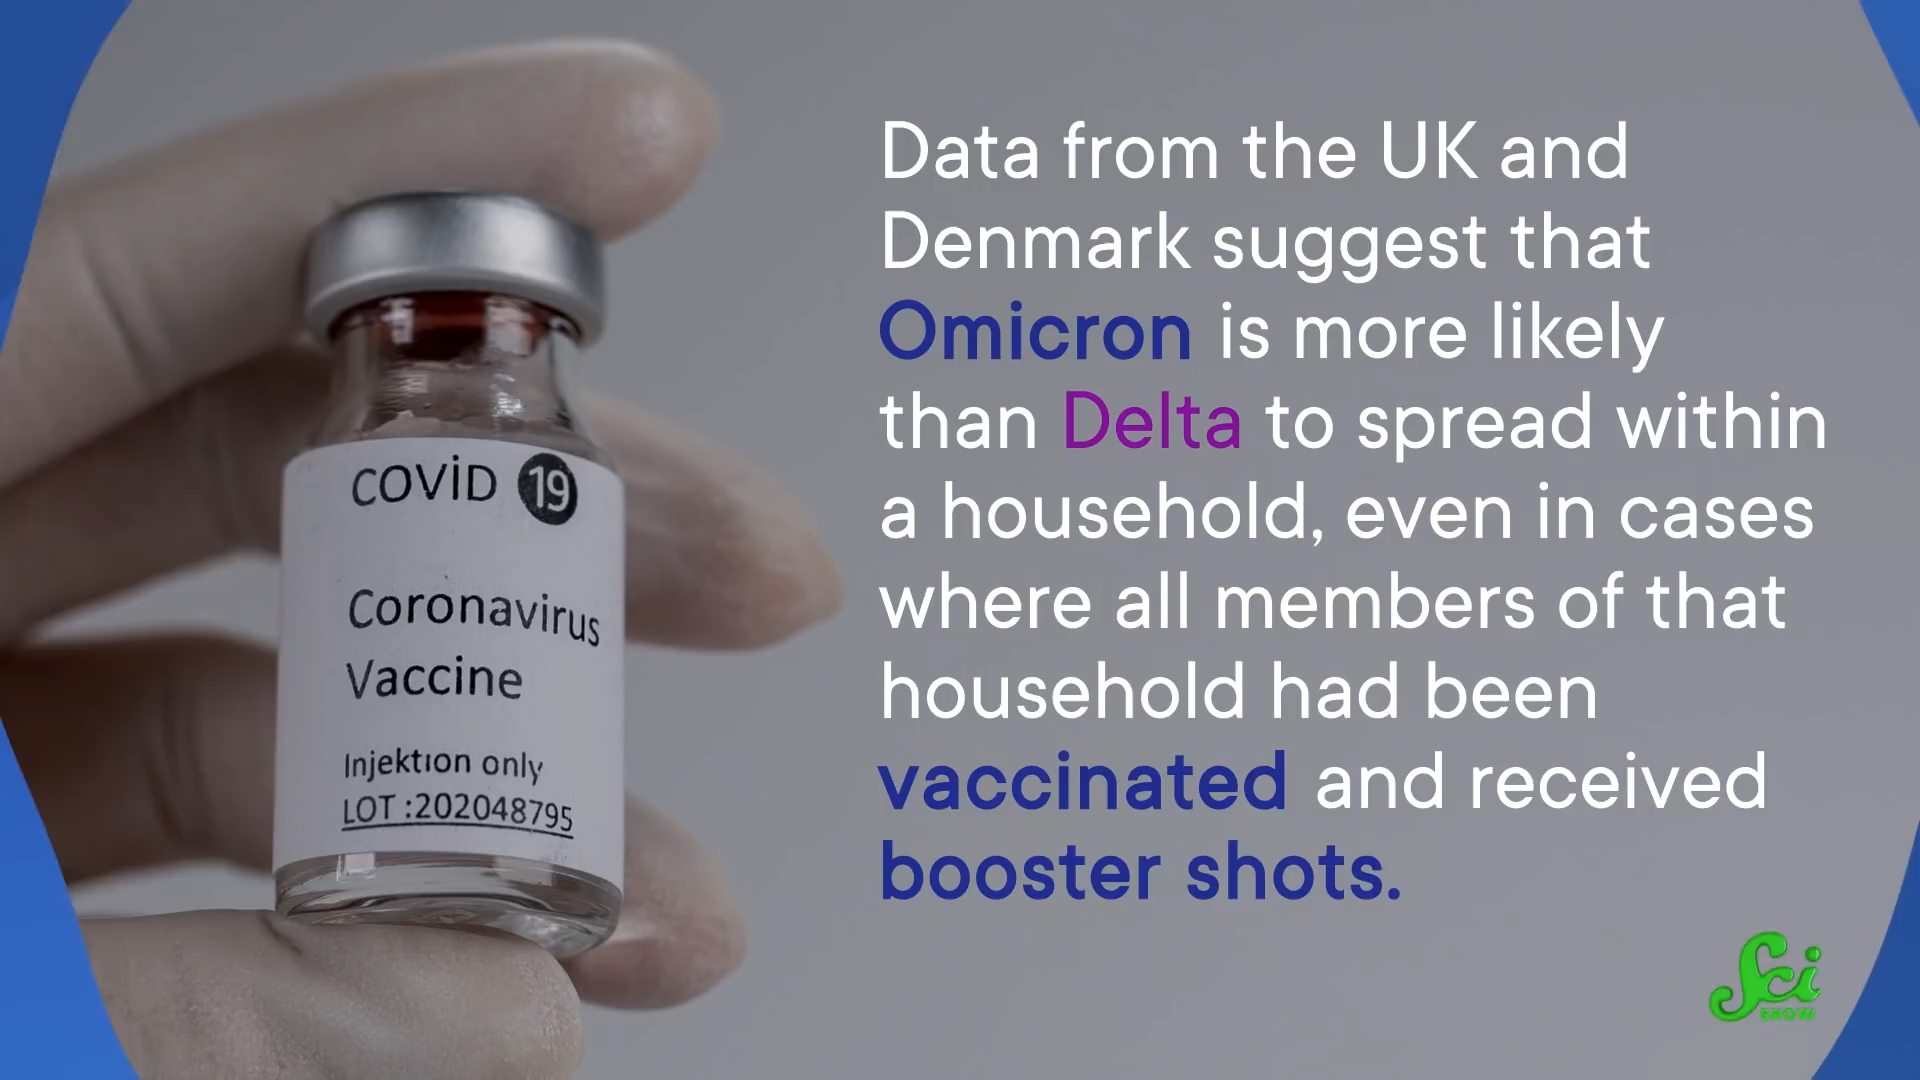 Data from the UK and
Denmark suggest that
Omicron is more likely
than Delta to spread within
a household, even in cases
where all members of that
household had been
vaccinated and received
booster shots.
COVİD 19
Coronavirus
Vaccine
Injektıon only
LOT :202048795
Sci
SHOW